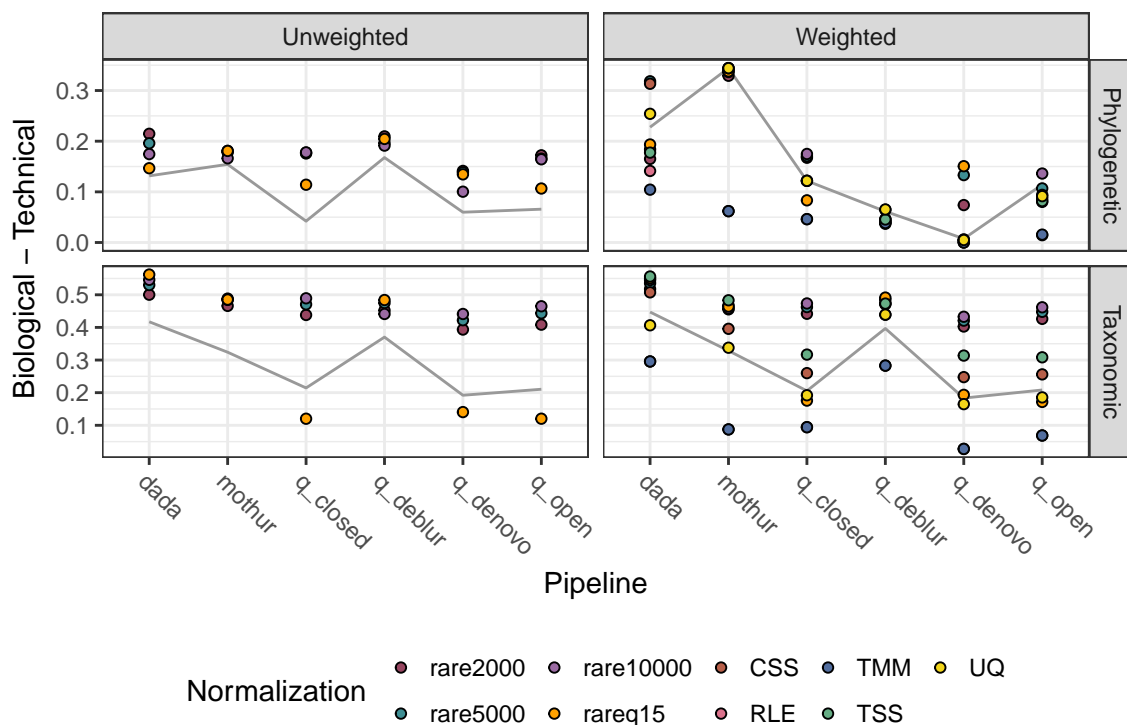 Unweighted
Weighted
Biological − Technical
0.3
0.2
0.1
0.0
Phylogenetic
0.5
0.4
0.3
0.2
0.1
Taxonomic
dada
mothur
q_closed
q_deblur
q_denovo
q_open
dada
mothur
q_closed
q_deblur
q_denovo
q_open
Pipeline
Normalization
rare2000 rare10000 CSS TMM UQ
rare5000 rareq15 RLE TSS